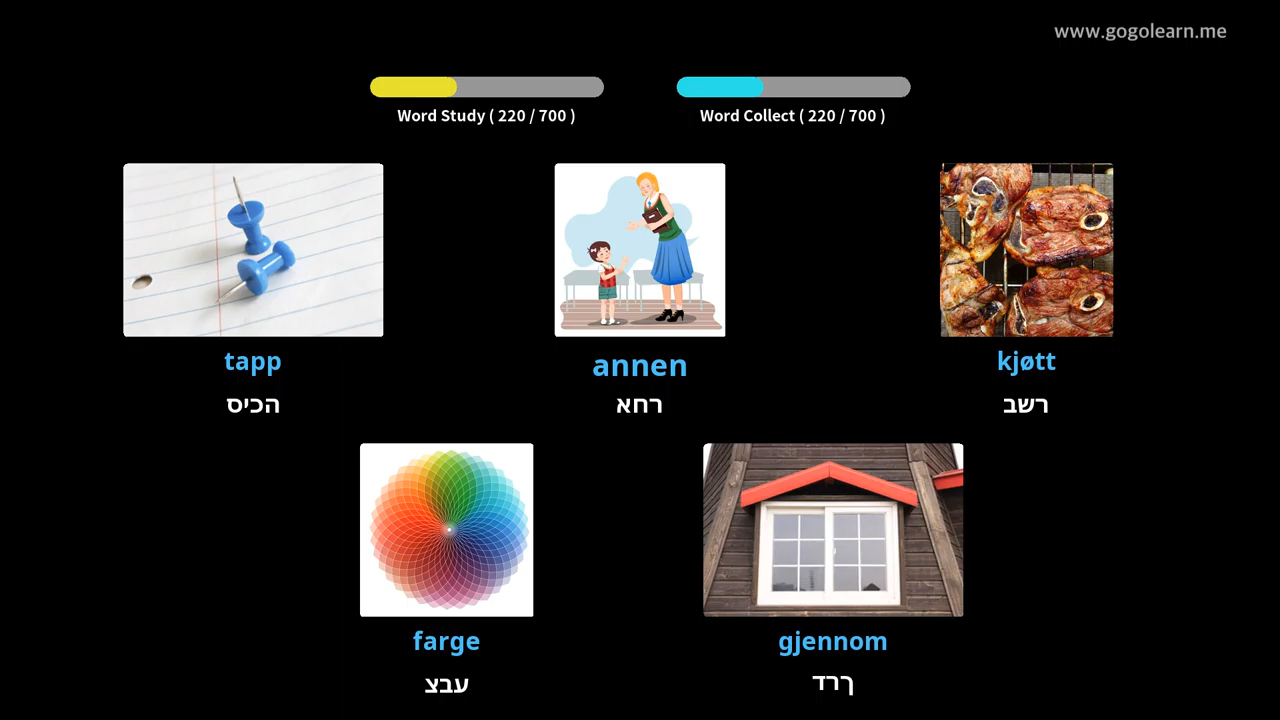 www.gogolearn.me
Word Study ( 220 / 700 )
Word Collect ( 220 / 700 )
tapp
הכיס
annen
רחא
kjøtt
רשב
farge
עבצ
gjennom
ךרד